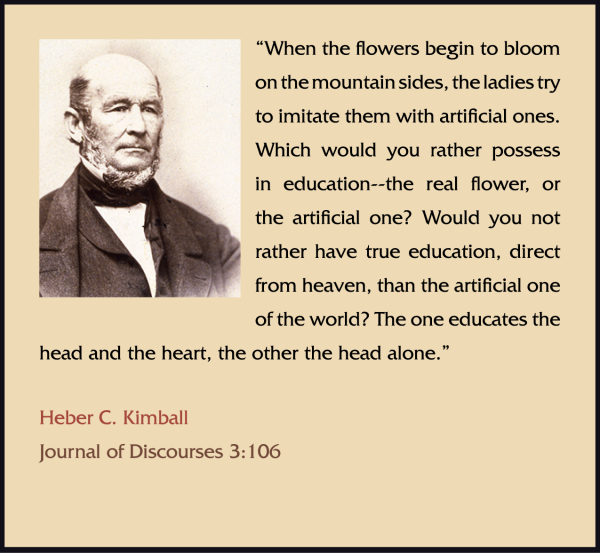 “When the flowers begin to bloom
on the mountain sides, the ladies try
to imitate them with artificial ones.
Which would you rather possess
in education--the real flower, or
the artificial one? Would you not
rather have true education, direct
from heaven, than the artificial one
of the world? The one educates the
head and the heart, the other the head alone.”
Heber C. Kimball
Journal of Discourses 3:106